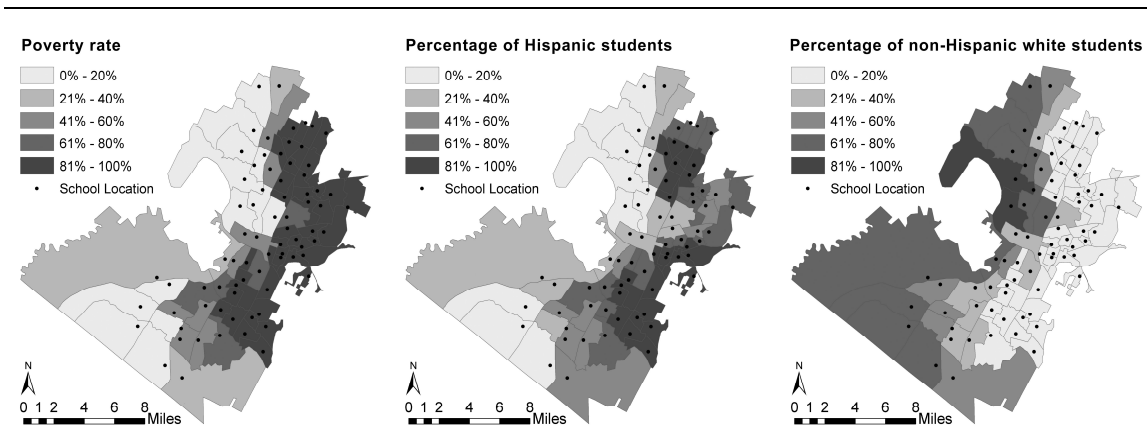 Poverty rate
0% - 20%
21% - 40%
41% - 60%
61% - 80%
81% - 100%
School Location
N
0 1 2 4 6 8
Miles
Percentage of Hispanic students
0% - 20%
21% - 40%
41% - 60%
61% - 80%
81% - 100%
School Location
N
0 1 2 4 6 8
Miles
Percentage of non-Hispanic white students
0% - 20%
21% - 40%
41% - 60%
61% - 80%
81% - 100%
School Location
N
0 1 2 4 6 8
Miles